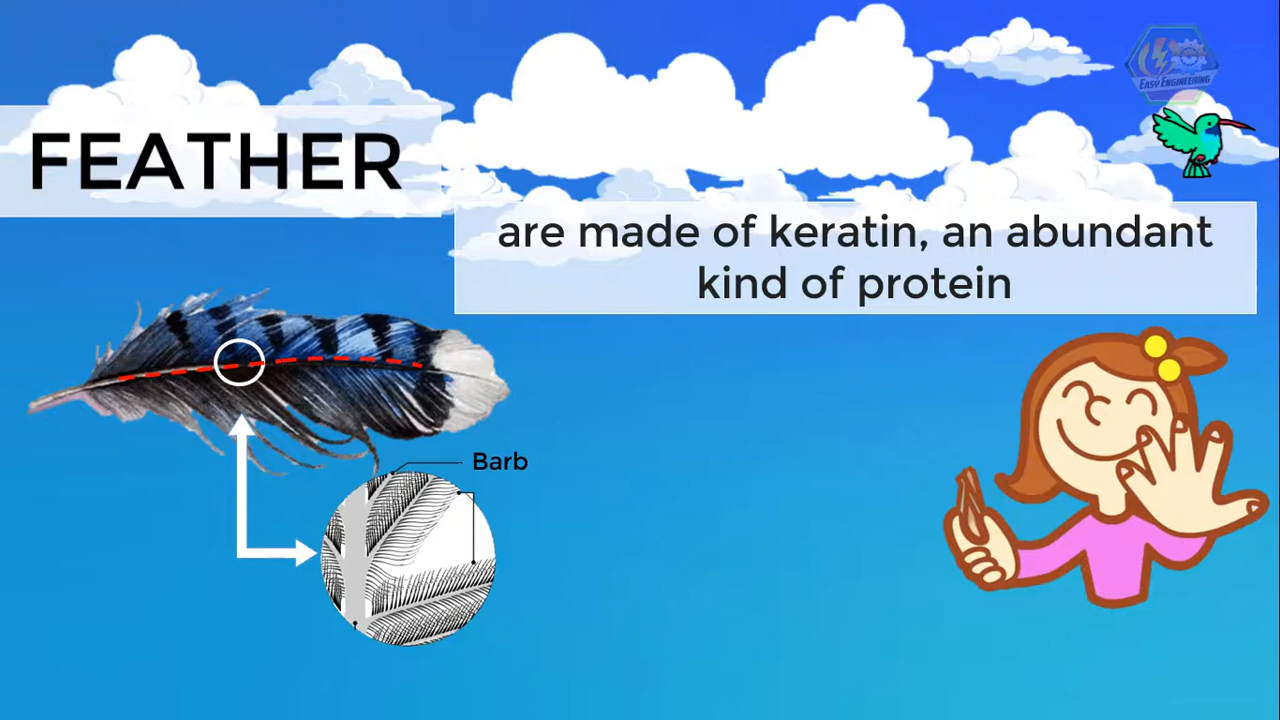 EASY ENGINEERING
FEATHER
are made of keratin, an abundant
kind of protein
Barb